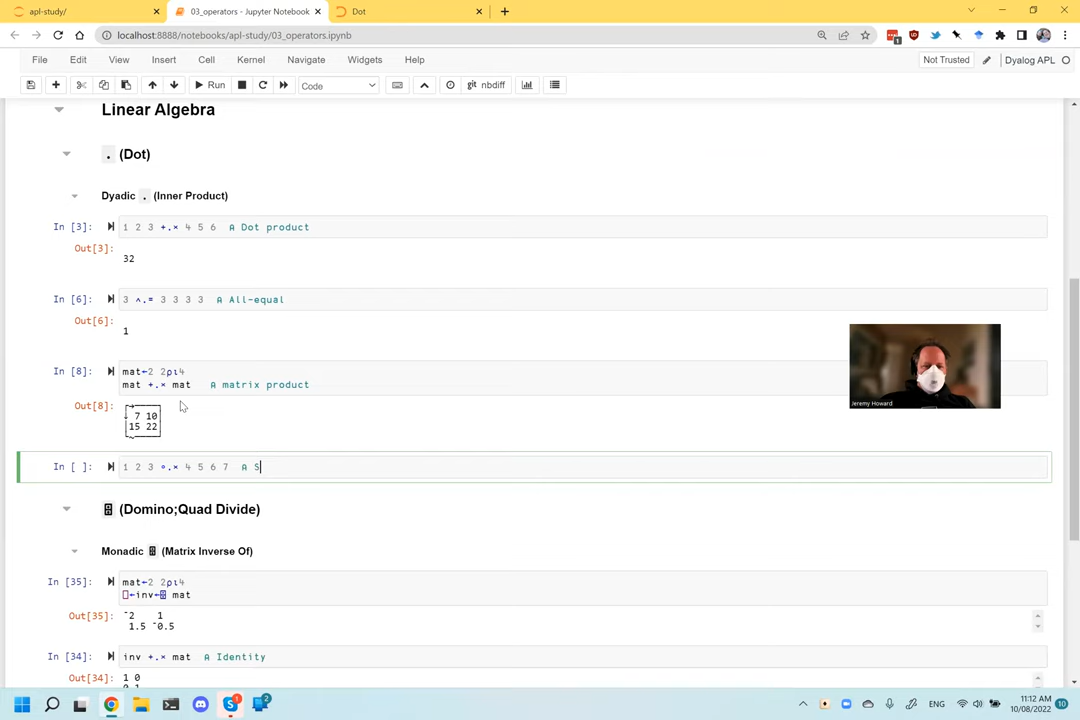 apl-study/
03_operators - Jupyter Notebook
Dot
localhost:8888/notebooks/apl-study/03_operators.ipynb
File Edit View Insert Cell Kernel Navigate Widgets Help
Not Trusted
Dyalog APL
Run
Code
git nbdiff
Linear Algebra
. (Dot)
Dyadic . (Inner Product)
In [3]: 1 2 3 +.× 4 5 6 ⍝ Dot product
Out[3]:
32
In [6]: 3 ∧.= 3 3 3 3 ⍝ All-equal
Out[6]:
1
In [8]: mat←2 2⍴⍳4
mat +.× mat ⍝ matrix product
Out[8]:
7 10
15 22
Jeremy Howard
In [ ]: 1 2 3 ∘.× 4 5 6 7 ⍝ S
⌹ (Domino;Quad Divide)
Monadic ⌹ (Matrix Inverse Of)
In [35]: mat←2 2⍴⍳4
⎕←inv←⌹ mat
Out[35]: ¯2 1
1.5 ¯0.5
In [34]: inv +.× mat ⍝ Identity
Out[34]: 1 0
0 1
ENG
11:12 AM
10/08/2022